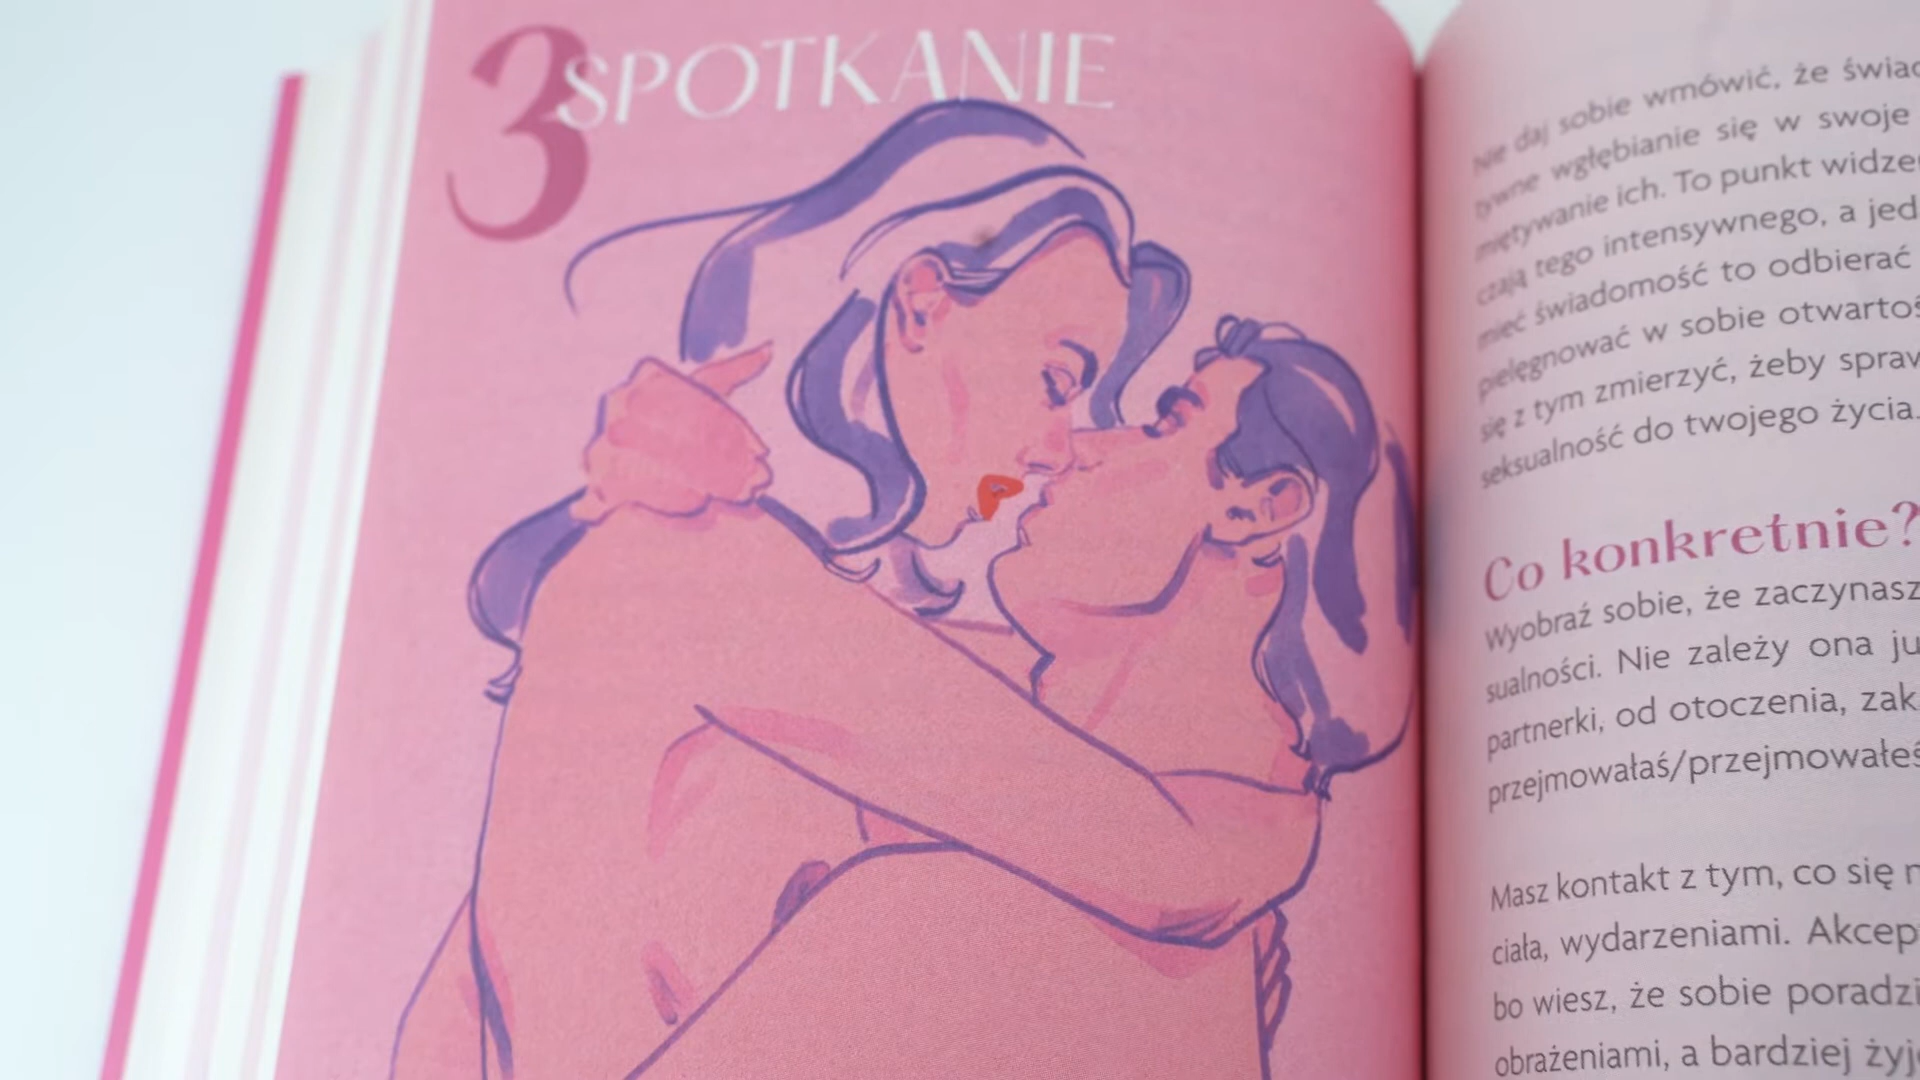 3 SPOTKANIE
Nie daj sobie wmówić, że świad
tywne wgłębianie się w swoje
miętywanie ich. To punkt widze
czają tego intensywnego, a jed
mieć świadomość to odbierać
pielęgnować w sobie otwartoś
się z tym zmierzyć, żeby spraw
seksualność do twojego życia.
Co konkretnie?
Wyobraź sobie, że zaczynasz
sualności. Nie zależy ona ju
partnerki, od otoczenia, zak
przejmowałaś/przejmowałeś
Masz kontakt z tym, co się
ciała, wydarzeniami. Akcep
bo wiesz, że sobie poradzi
obrażeniami, a bardziej żyj